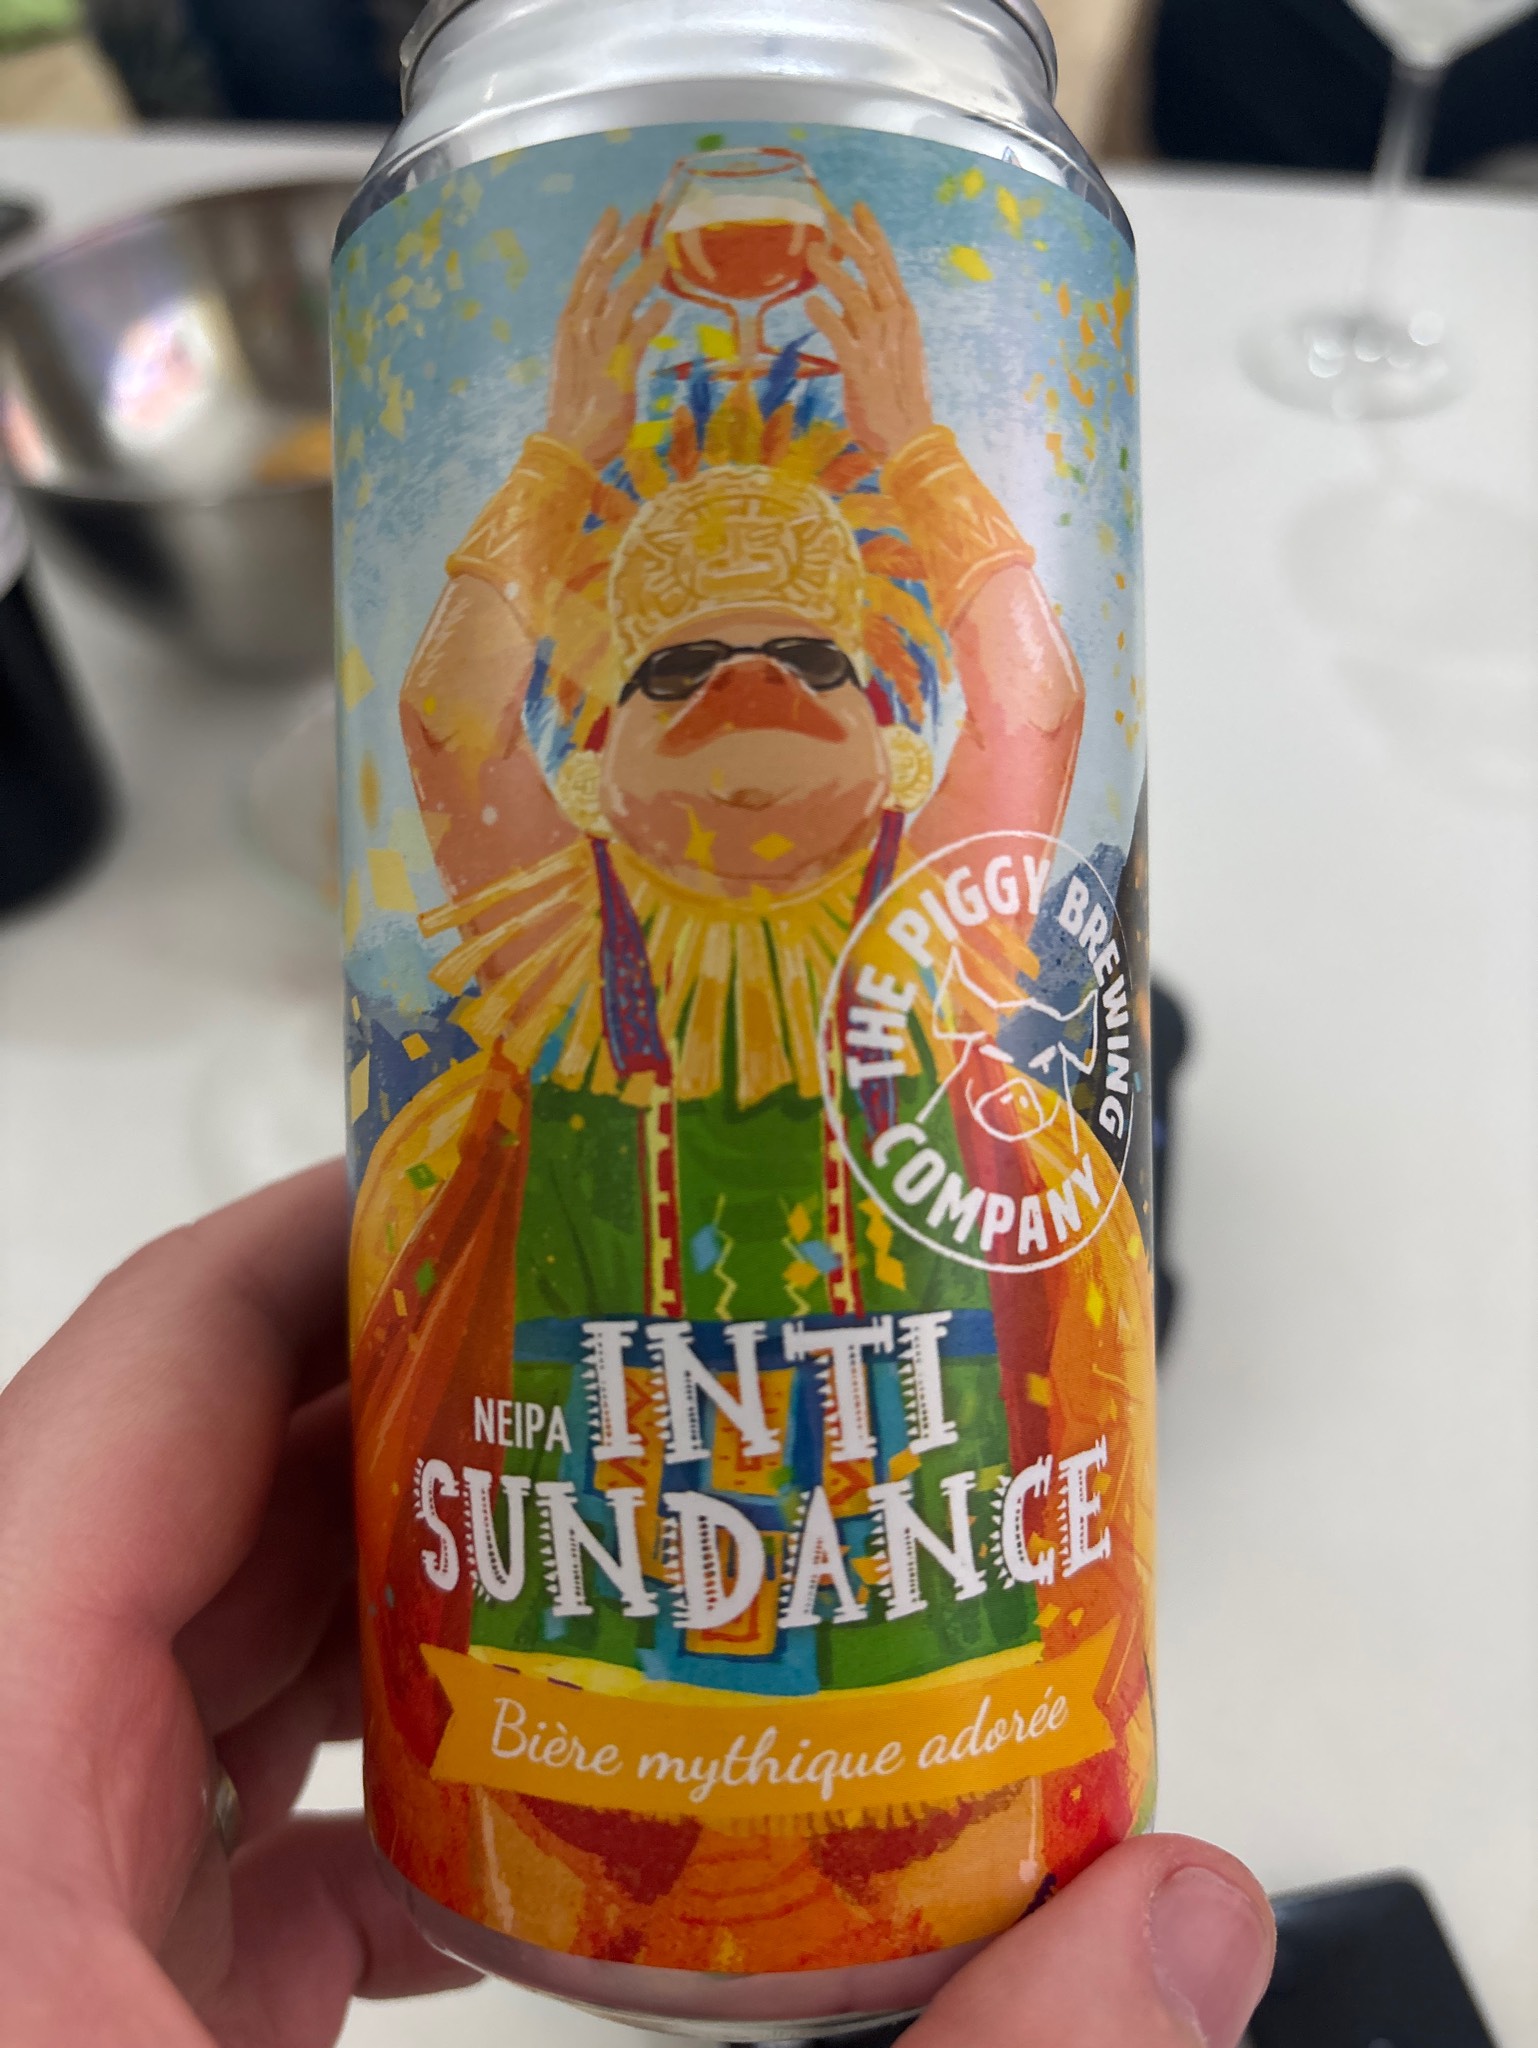 THE PIGGY BREWING
COMPANY
NEIPA INTI
SUNDANCE
Bière mythique adorée